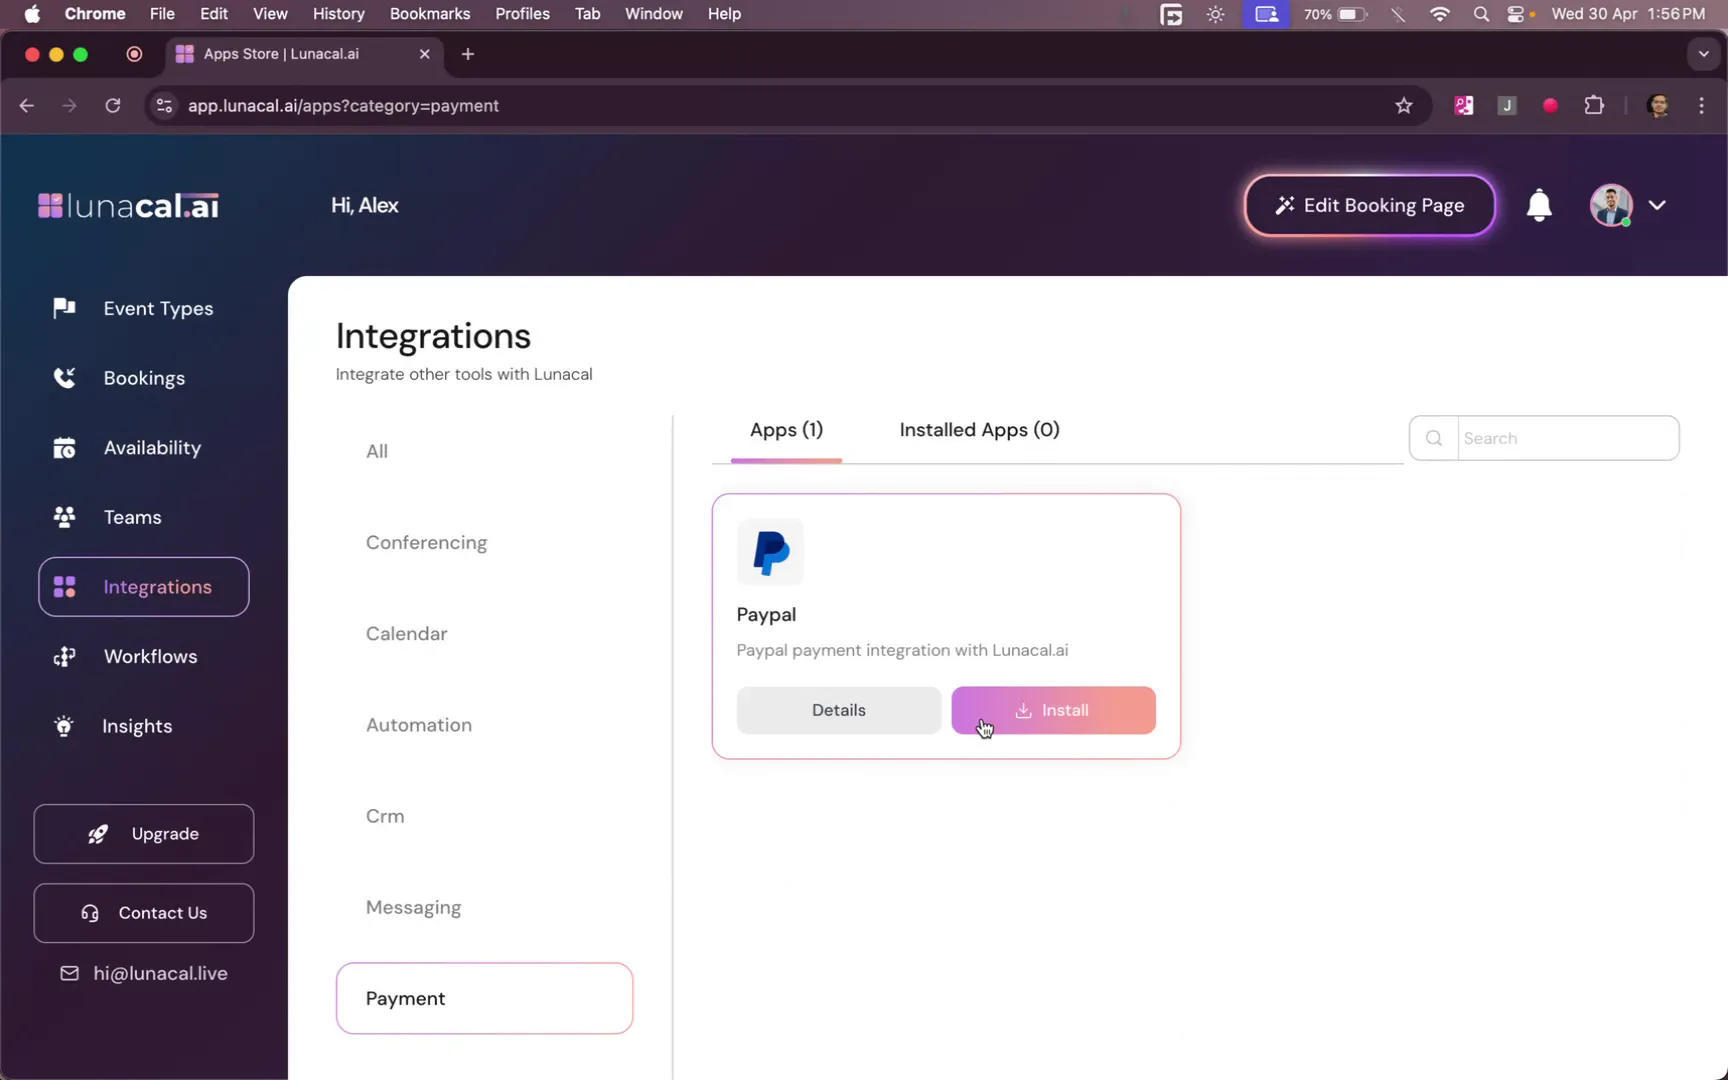 Chrome File Edit View History Bookmarks Profiles Tab Window Help 70% Wed 30 Apr 1:56 PM
Apps Store | Lunacal.ai
app.lunacal.ai/apps?category=payment
J
lunacal.ai
Hi, Alex
Edit Booking Page
Event Types
Bookings
Availability
Teams
Integrations
Workflows
Insights
Upgrade
Contact Us
hi@lunacal.live
Integrations
Integrate other tools with Lunacal
All
Conferencing
Calendar
Automation
Crm
Messaging
Payment
Apps (1)
Installed Apps (0)
Search
Paypal
Paypal payment integration with Lunacal.ai
Details
Install